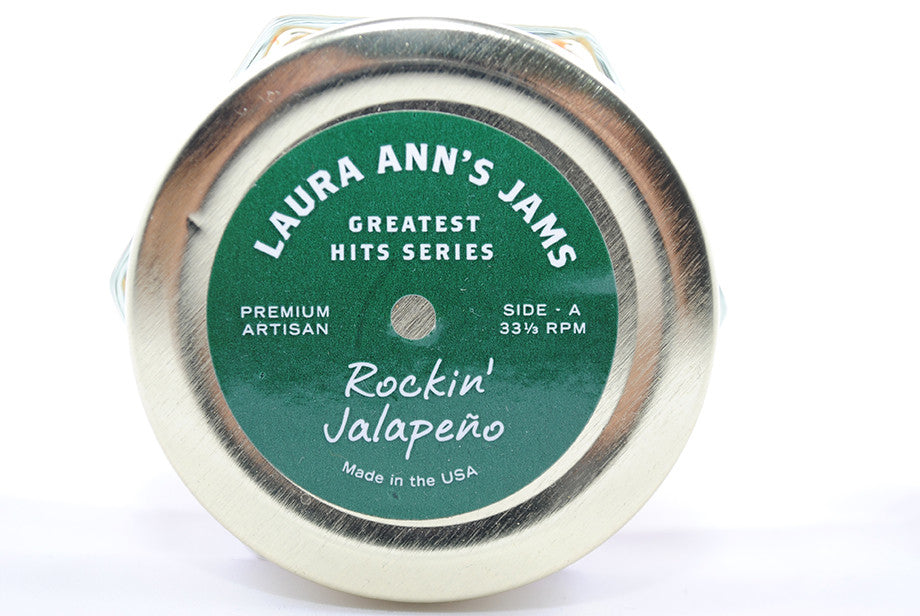 LAURA ANN'S JAMS
GREATEST
HITS SERIES
PREMIUM
ARTISAN
SIDE - A
33⅓ RPM
Rockin'
Jalapeño
Made in the USA